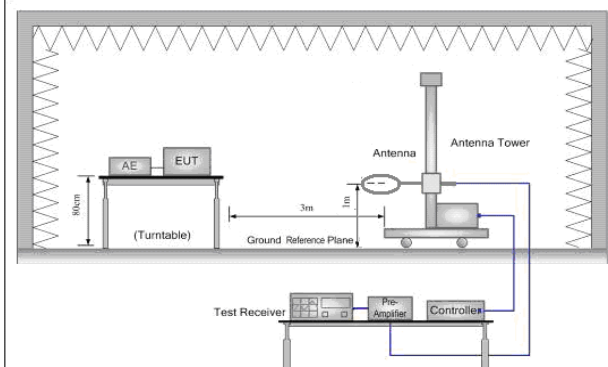 Antenna Tower
Antenna
AE
EUT
80cm
(Turntable)
3m
1m
Ground Reference Plane
Test Receiver
Pre-
Amplifier
Controller